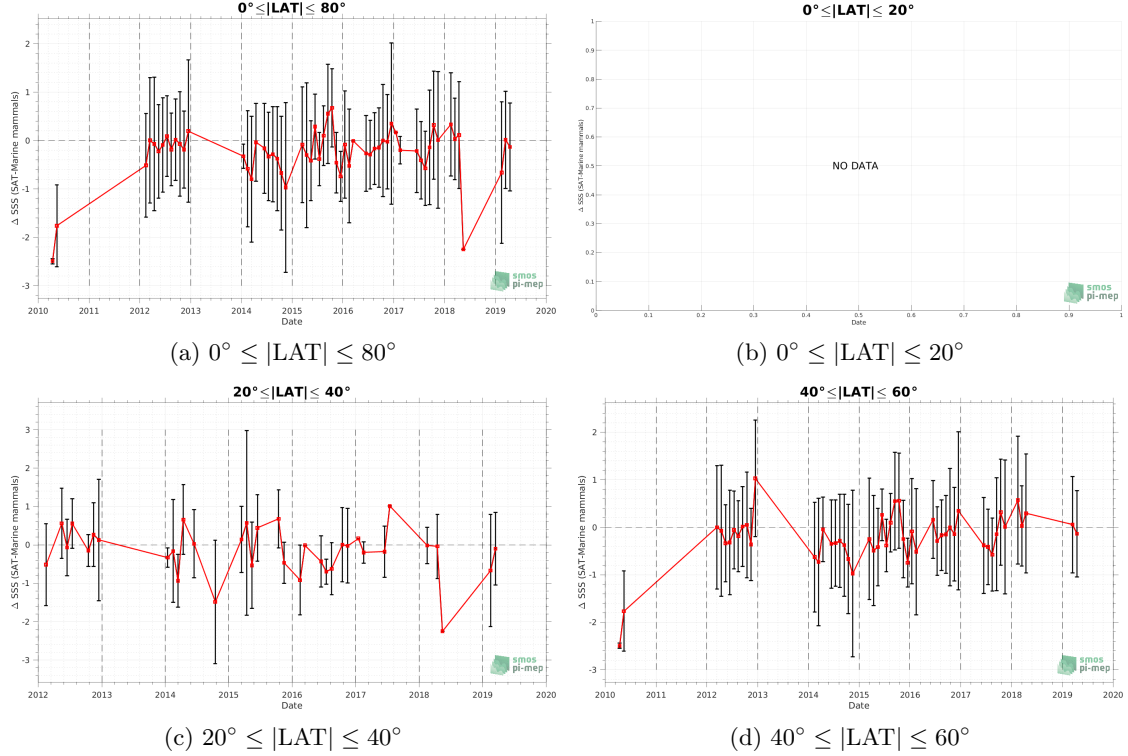 0°≤|LAT|≤ 80°
Δ SSS (SAT-Marine mammals)
2
1
0
-1
-2
-3
2010 2011 2012 2013 2014 2015 2016 2017 2018 2019 2020
Date
smos
pi-mep
(a) 0° ≤ |LAT| ≤ 80°
0°≤|LAT|≤ 20°
Δ SSS (SAT-Marine mammals)
1
0.9
0.8
0.7
0.6
0.5
0.4
0.3
0.2
0.1
0
NO DATA
0 0.1 0.2 0.3 0.4 0.5 0.6 0.7 0.8 0.9 1
Date
smos
pi-mep
(b) 0° ≤ |LAT| ≤ 20°
20°≤|LAT|≤ 40°
Δ SSS (SAT-Marine mammals)
3
2
1
0
-1
-2
-3
2012 2013 2014 2015 2016 2017 2018 2019 2020
Date
smos
pi-mep
(c) 20° ≤ |LAT| ≤ 40°
40°≤|LAT|≤ 60°
Δ SSS (SAT-Marine mammals)
2
1
0
-1
-2
-3
2010 2011 2012 2013 2014 2015 2016 2017 2018 2019 2020
Date
smos
pi-mep
(d) 40° ≤ |LAT| ≤ 60°